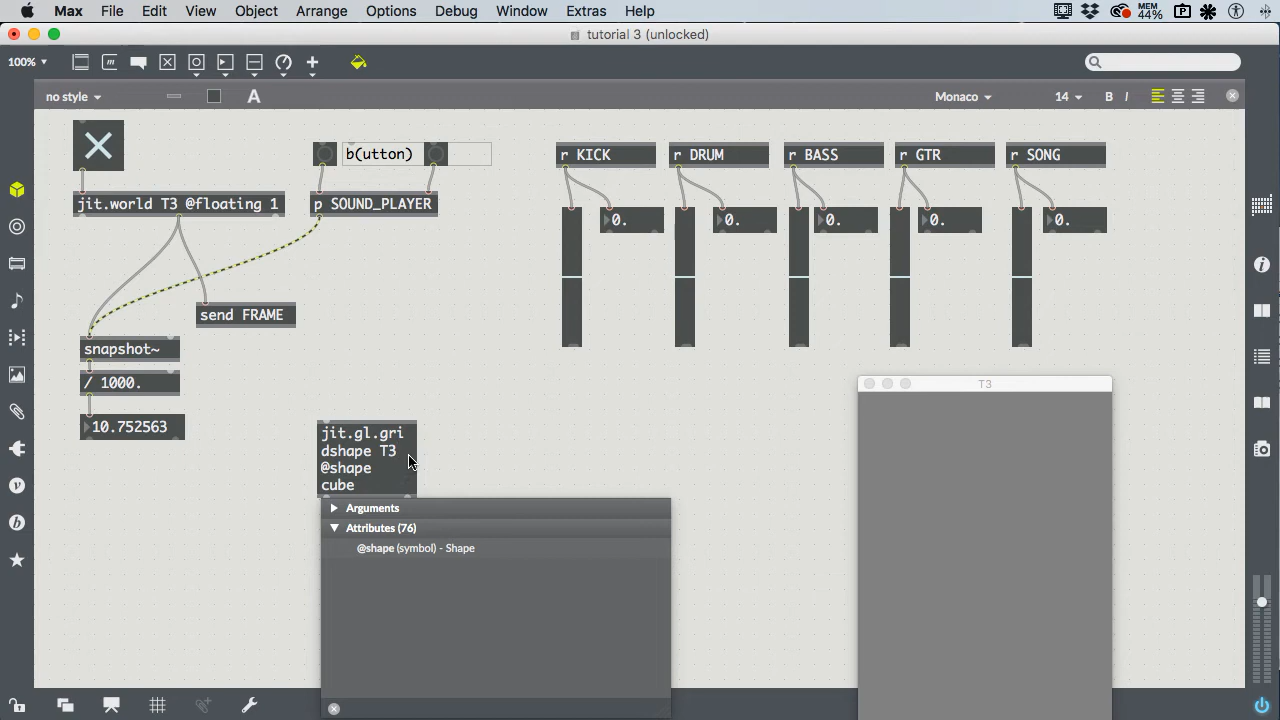 Max File Edit View Object Arrange Options Debug Window Extras Help MEM 44%
tutorial 3 (unlocked)
100%
no style A Monaco 14 B I
b(utton)
r KICK r DRUM r BASS r GTR r SONG
jit.world T3 @floating 1 p SOUND_PLAYER
0. 0. 0. 0. 0.
send FRAME
snapshot~
/ 1000.
T3
10.752563
jit.gl.gri
dshape T3
@shape
cube
Arguments
Attributes (76)
@shape (symbol) - Shape